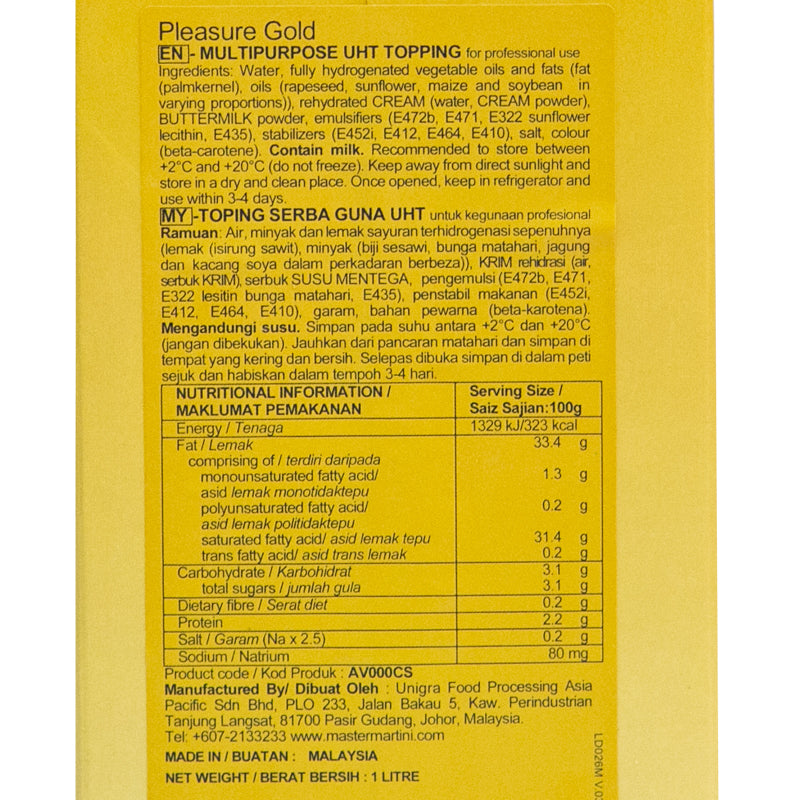 Pleasure Gold
EN - MULTIPURPOSE UHT TOPPING for professional use
Ingredients: Water, fully hydrogenated vegetable oils and fats (fat
(palmkernel), oils (rapeseed, sunflower, maize and soybean in
varying proportions)), rehydrated CREAM (water, CREAM powder),
BUTTERMILK powder, emulsifiers (E472b, E471, E322 sunflower
lecithin, E435), stabilizers (E452i, E412, E464, E410), salt, colour
(beta-carotene). Contain milk. Recommended to store between
+2°C and +20°C (do not freeze). Keep away from direct sunlight and
store in a dry and clean place. Once opened, keep in refrigerator and
use within 3-4 days.
MY -TOPING SERBA GUNA UHT untuk kegunaan profesional
Ramuan: Air, minyak dan lemak sayuran terhidrogenasi sepenuhnya
(lemak (isirung sawit), minyak (biji sesawi, bunga matahari, jagung
dan kacang soya dalam perkadaran berbeza)), KRIM rehidrasi (air,
serbuk KRIM), serbuk SUSU MENTEGA, pengemulsi (E472b, E471,
E322 lesitin bunga matahari, E435), penstabil makanan (E452i,
E412, E464, E410), garam, bahan pewarna (beta-karotena).
Mengandungi susu. Simpan pada suhu antara +2°C dan +20°C
(jangan dibekukan). Jauhkan dari pancaran matahari dan simpan di
tempat yang kering dan bersih. Selepas dibuka simpan di dalam peti
sejuk dan habiskan dalam tempoh 3-4 hari.
NUTRITIONAL INFORMATION / Serving Size /
MAKLUMAT PEMAKANAN Saiz Sajian:100g
Energy / Tenaga 1329 kJ/323 kcal
Fat / Lemak 33.4 g
comprising of / terdiri daripada
monounsaturated fatty acid/ 1.3 g
asid lemak monotidaktepu
polyunsaturated fatty acid/ 0.2 g
asid lemak politidaktepu
saturated fatty acid/ asid lemak tepu 31.4 g
trans fatty acid/ asid trans lemak 0.2 g
Carbohydrate / Karbohidrat 3.1 g
total sugars / jumlah gula 3.1 g
Dietary fibre / Serat diet 0.2 g
Protein 2.2 g
Salt / Garam (Na x 2.5) 0.2 g
Sodium / Natrium 80 mg
Product code / Kod Produk : AV000CS
Manufactured By/ Dibuat Oleh : Unigra Food Processing Asia
Pacific Sdn Bhd, PLO 233, Jalan Bakau 5, Kaw. Perindustrian
Tanjung Langsat, 81700 Pasir Gudang, Johor, Malaysia.
Tel: +607-2133233 www.mastermartini.com
MADE IN / BUATAN : MALAYSIA
NET WEIGHT / BERAT BERSIH : 1 LITRE
LD026M